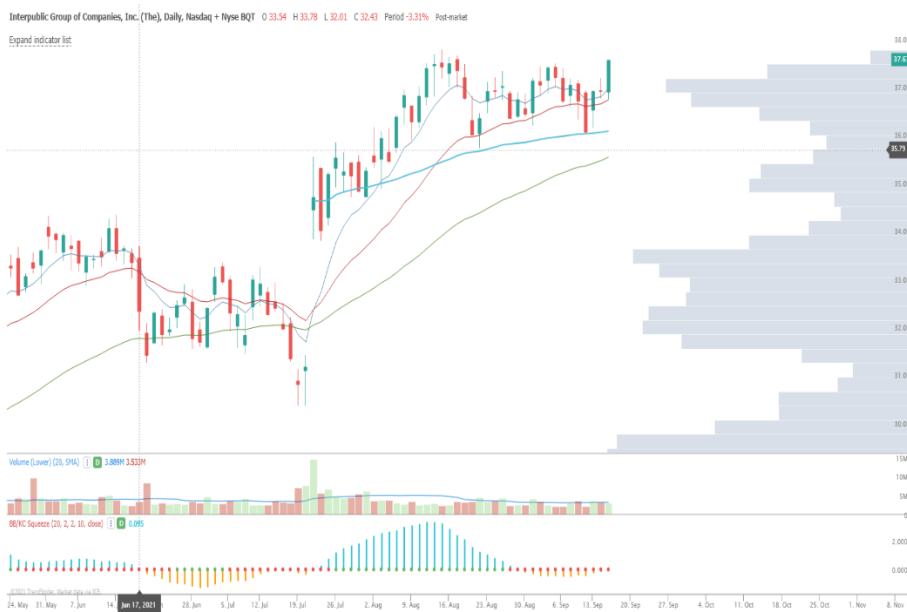 Interpublic Group of Companies, Inc. (The), Daily, Nasdaq + Nyse BQT O 33.54 H 33.78 L 32.01 C 32.43 Period -3.31% Post-market
Expand indicator list
38.0
37.6
37.0
36.0
35.79
35.0
34.0
33.0
32.0
31.0
30.0
Volume (Lower) (20, SMA) D 3.889M 3.533M
15M
10M
5M
0
BB/KC Squeeze (20, 2, 2, 10, close) D 0.095
2.000
0.000
©2021 TrendSpider. Market data via
24. May 31. May 7. Jun 14. Jun 17, 2021 28. Jun 5. Jul 12. Jul 19. Jul 26. Jul 2. Aug 9. Aug 16. Aug 23. Aug 30. Aug 6. Sep 13. Sep 20. Sep 27. Sep 4. Oct 11. Oct 18. Oct 25. Oct 1. Nov 8. Nov